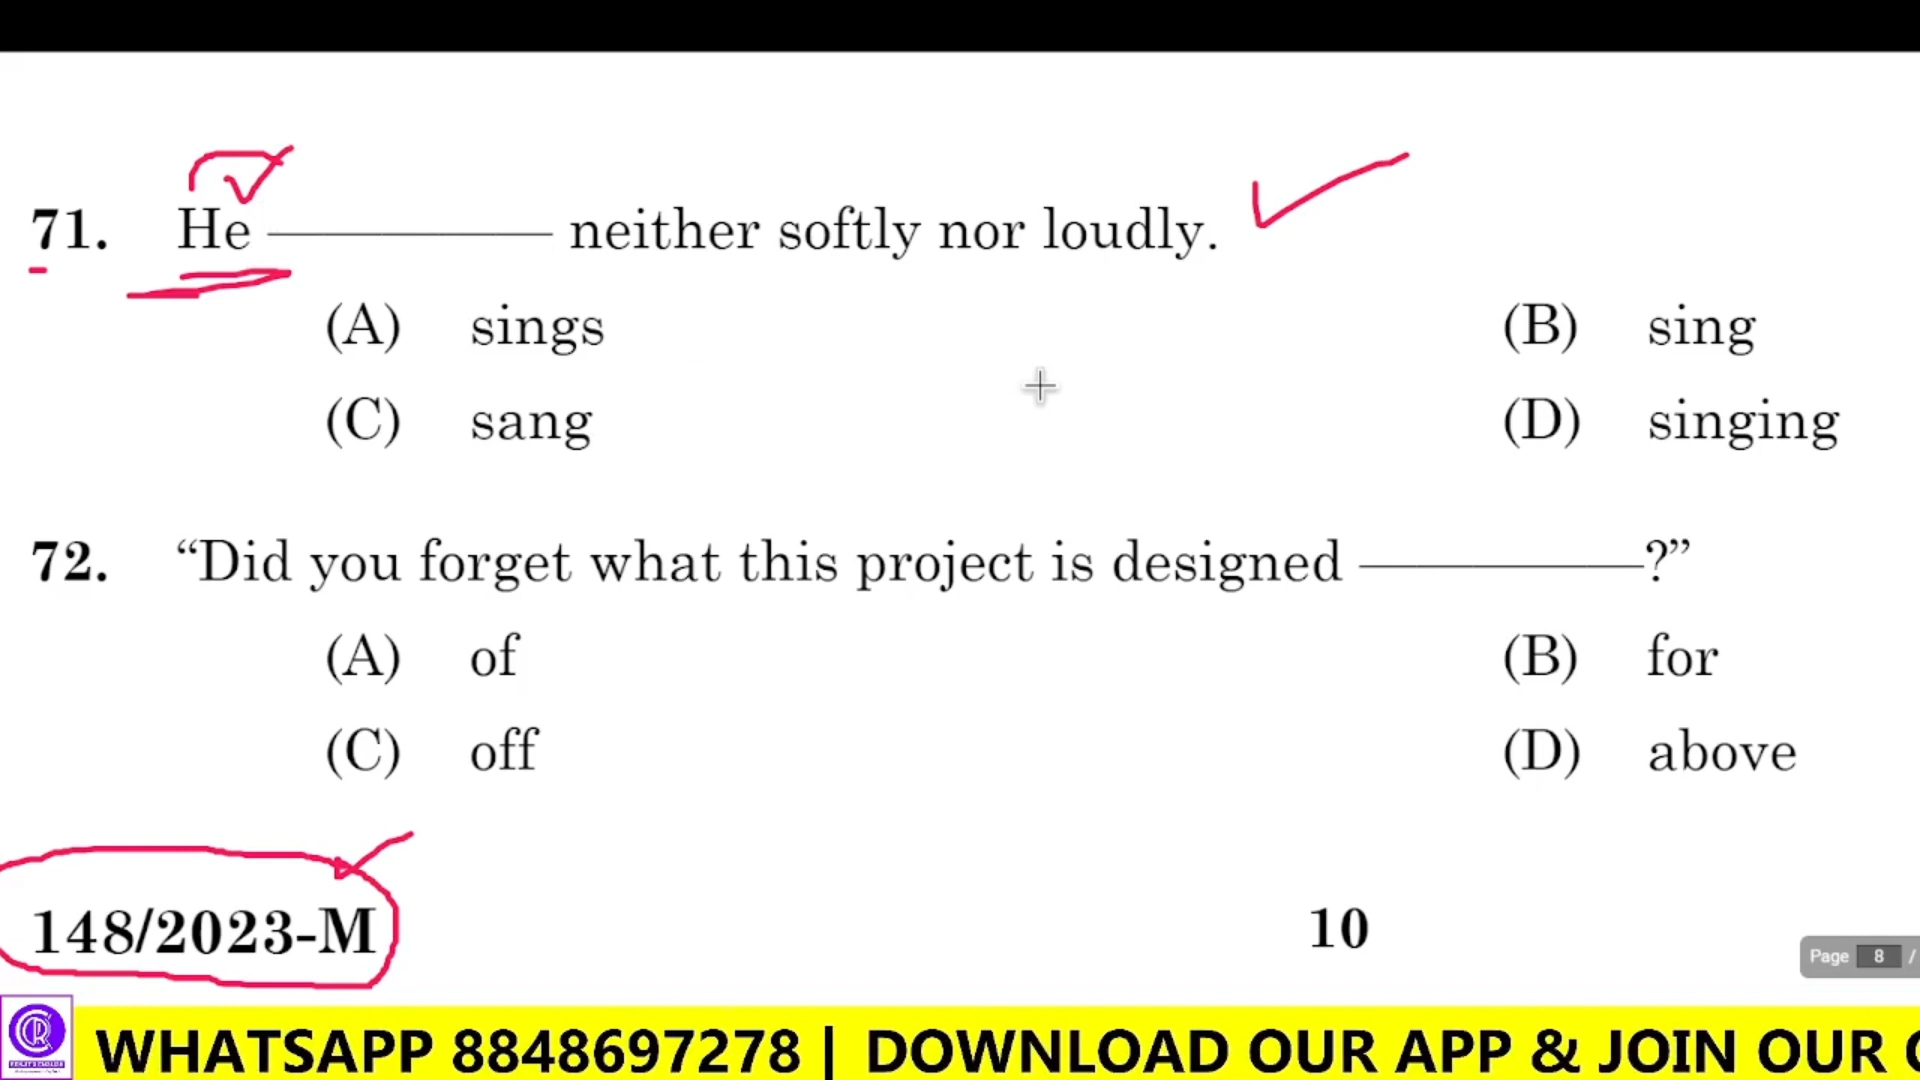 71. He ________ neither softly nor loudly.
(A) sings (B) sing
(C) sang (D) singing
72. “Did you forget what this project is designed ________?”
(A) of (B) for
(C) off (D) above
148/2023-M 10
Page 8 /
WHATSAPP 8848697278 | DOWNLOAD OUR APP & JOIN OUR